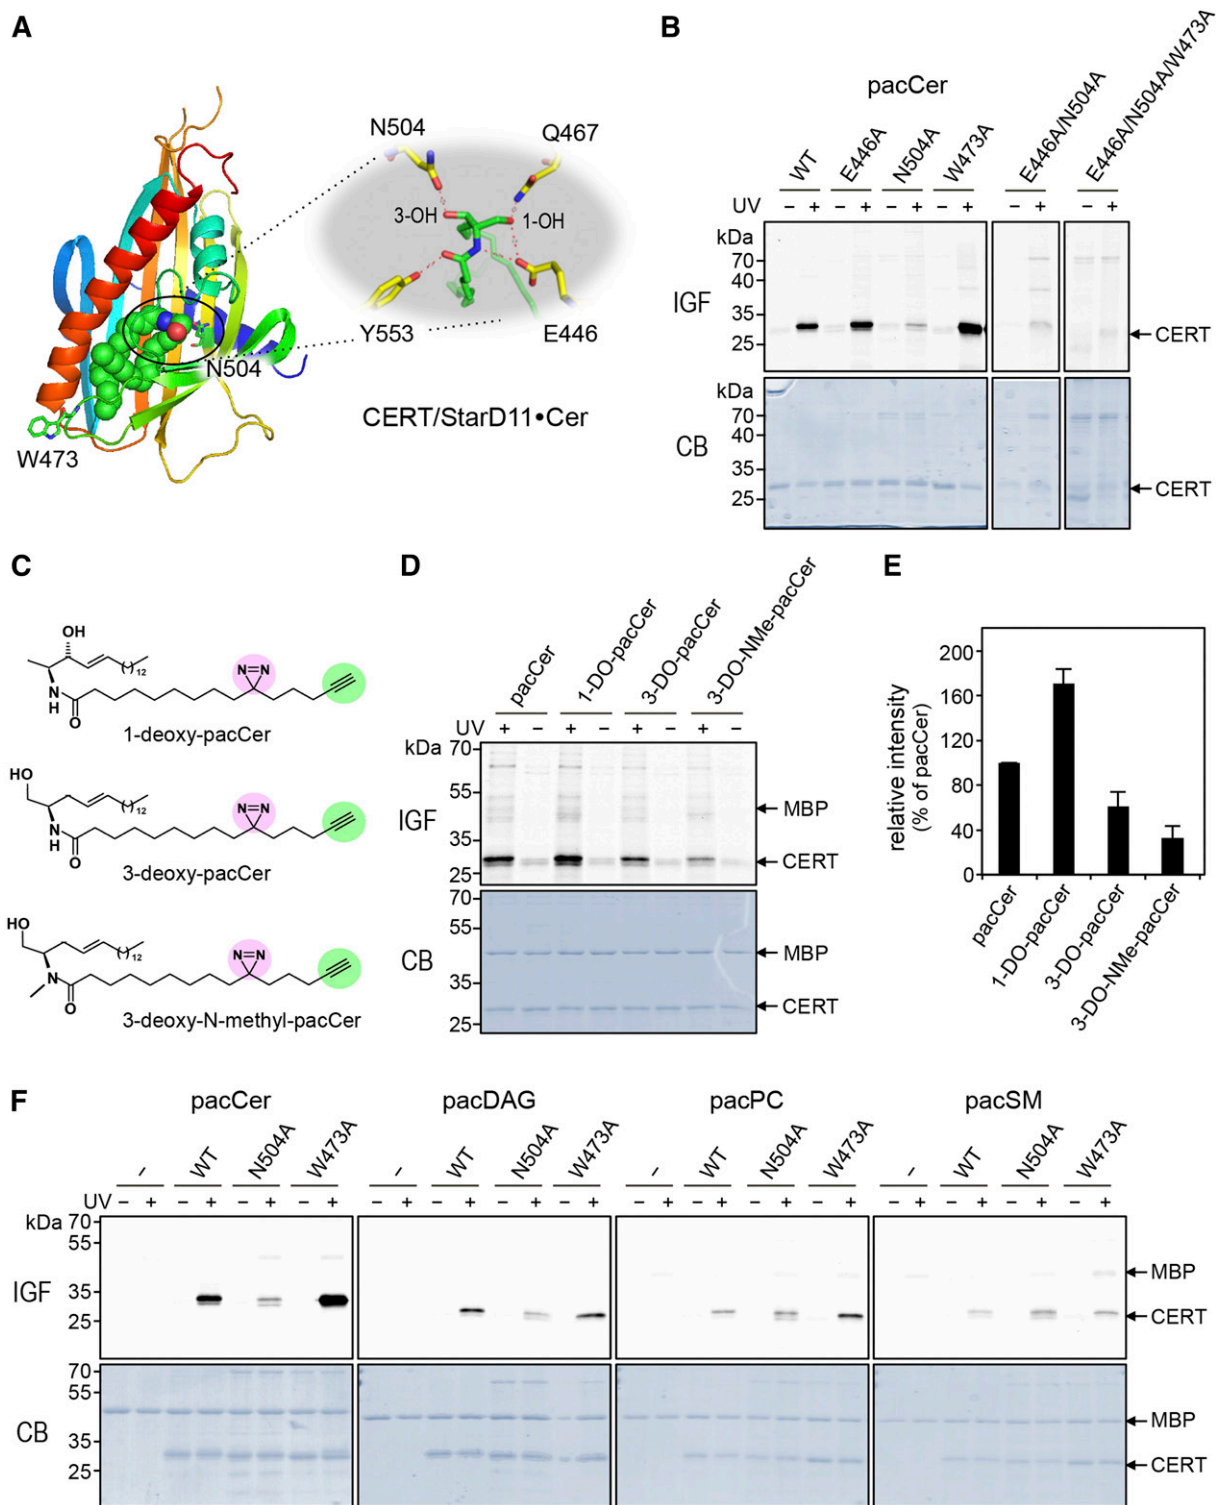 A
N504
Q467
3-OH
1-OH
Y553
E446
N504
W473
CERT/StarD11•Cer
B
pacCer
WT
E446A
N504A
W473A
E446A/N504A
E446A/N504A/W473A
UV − + − + − + − + − + − +
kDa
70
40
35
25
IGF
CERT
kDa
70
40
35
25
CB
CERT
C
OH
( )12
N=N
N
H
O
1-deoxy-pacCer
HO
( )12
N=N
N
H
O
3-deoxy-pacCer
HO
( )12
N=N
N
O
3-deoxy-N-methyl-pacCer
D
pacCer
1-DO-pacCer
3-DO-pacCer
3-DO-NMe-pacCer
UV + − + − + − + −
kDa 70
55
35
25
IGF
MBP
CERT
70
55
35
25
CB
MBP
CERT
E
relative intensity
(% of pacCer)
200
160
120
80
40
0
pacCer
1-DO-pacCer
3-DO-pacCer
3-DO-NMe-pacCer
F
pacCer pacDAG pacPC pacSM
− WT N504A W473A − WT N504A W473A − WT N504A W473A − WT N504A W473A
UV − + − + − + − + − + − + − + − + − + − + − + − + − + − + − + − +
kDa 70
55
35
25
IGF
MBP
CERT
70
55
35
25
CB
MBP
CERT